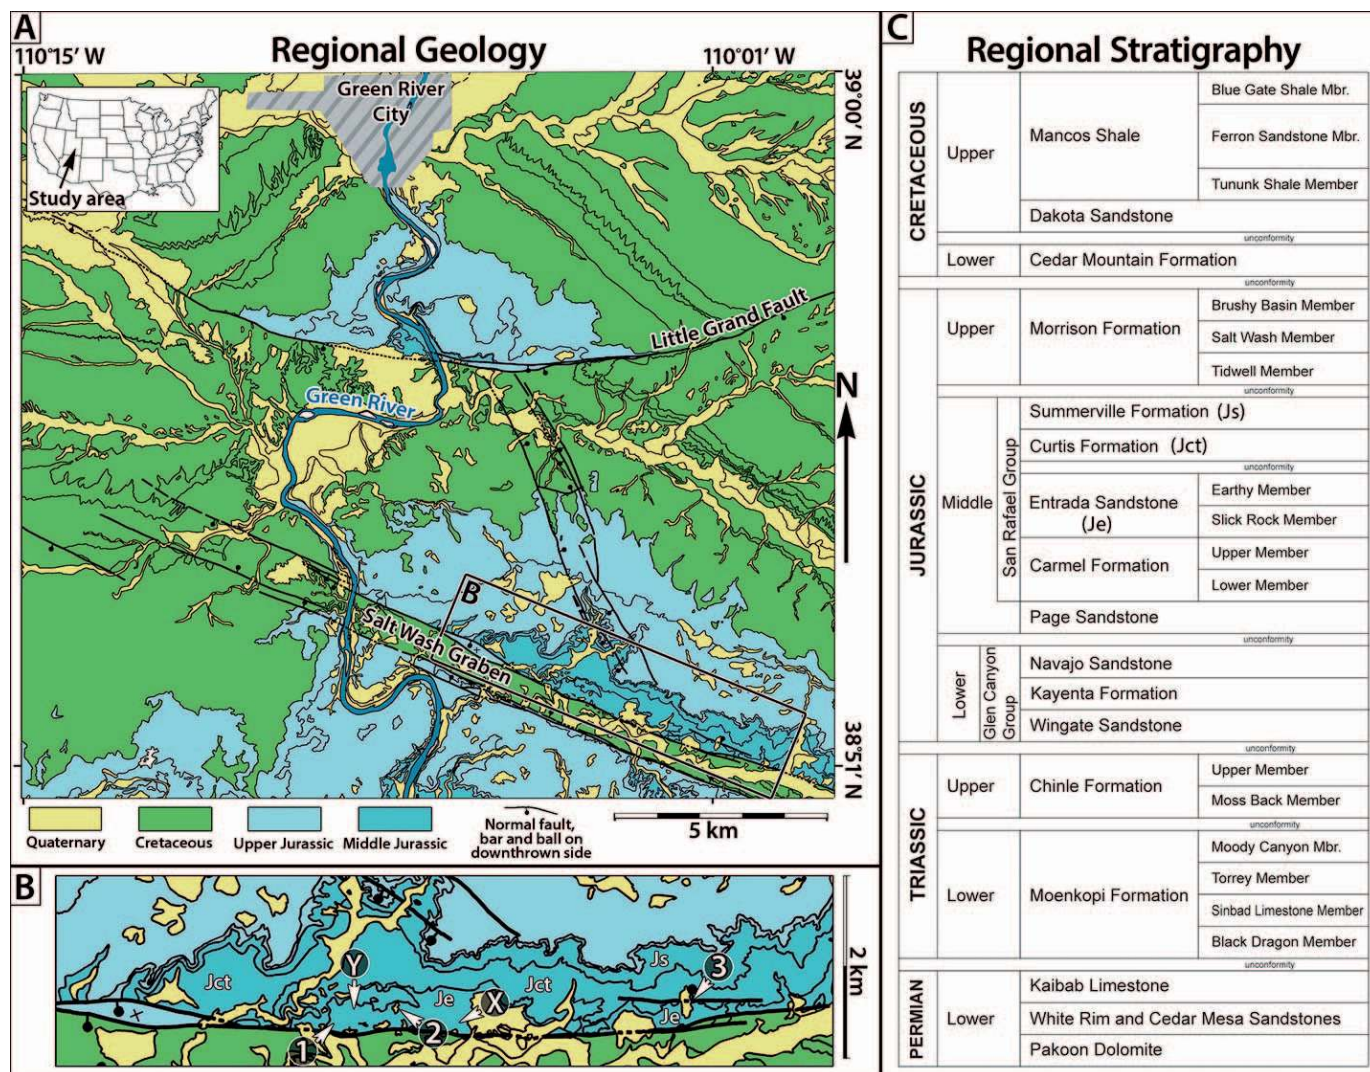 A
Regional Geology
110°15' W
110°01' W
39°00' N
Green River
City
Study area
Little Grand Fault
N
Green River
B
Salt Wash Graben
38°51' N
Quaternary
Cretaceous
Upper Jurassic
Middle Jurassic
Normal fault,
bar and ball on
downthrown side
5 km
B
Jct
Y
Je
Jct
Js
3
X
Je
1
2
2 km
C
Regional Stratigraphy
CRETACEOUS
Upper
Mancos Shale
Blue Gate Shale Mbr.
Ferron Sandstone Mbr.
Tununk Shale Member
Dakota Sandstone
unconformity
Lower
Cedar Mountain Formation
unconformity
JURASSIC
Upper
Morrison Formation
Brushy Basin Member
Salt Wash Member
Tidwell Member
unconformity
Middle
San Rafael Group
Summerville Formation (Js)
Curtis Formation (Jct)
unconformity
Entrada Sandstone
(Je)
Earthy Member
Slick Rock Member
Carmel Formation
Upper Member
Lower Member
Page Sandstone
unconformity
Lower
Glen Canyon
Group
Navajo Sandstone
Kayenta Formation
Wingate Sandstone
unconformity
TRIASSIC
Upper
Chinle Formation
Upper Member
Moss Back Member
unconformity
Lower
Moenkopi Formation
Moody Canyon Mbr.
Torrey Member
Sinbad Limestone Member
Black Dragon Member
unconformity
PERMIAN
Lower
Kaibab Limestone
White Rim and Cedar Mesa Sandstones
Pakoon Dolomite